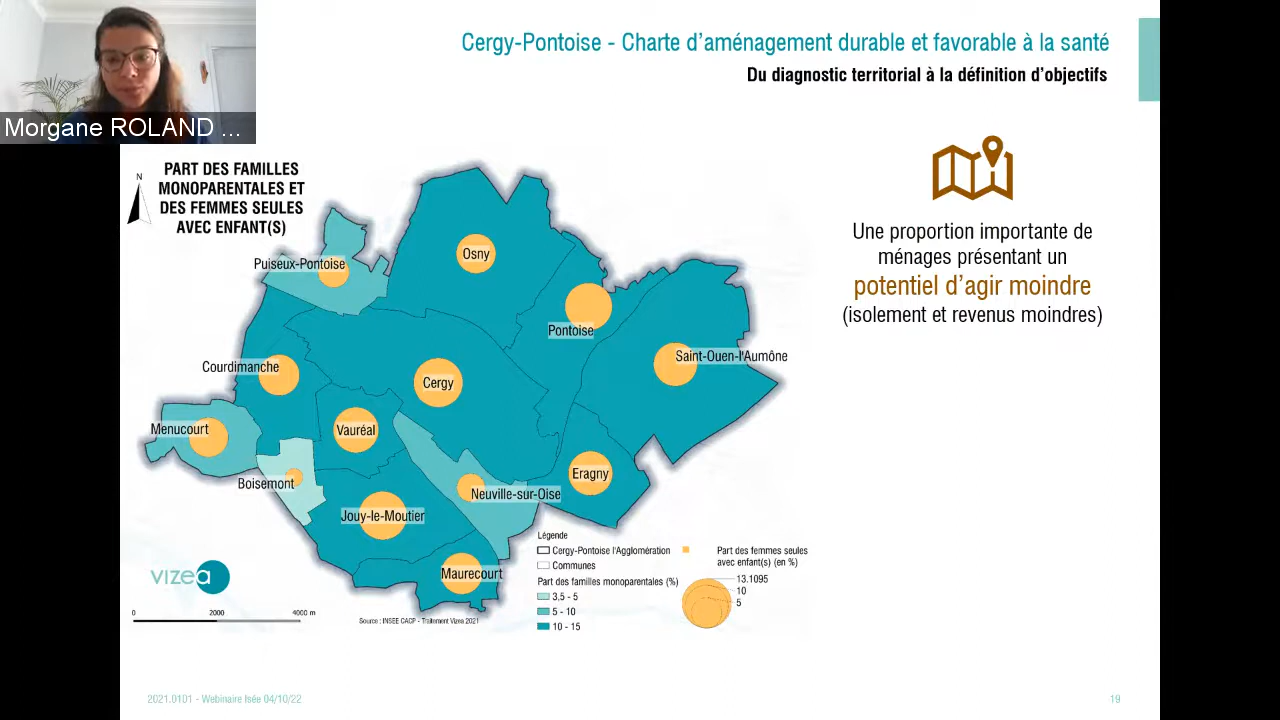 Morgane ROLAND ...
Cergy-Pontoise - Charte d'aménagement durable et favorable à la santé
Du diagnostic territorial à la définition d'objectifs
N
PART DES FAMILLES
MONOPARENTALES ET
DES FEMMES SEULES
AVEC ENFANT(S)
Une proportion importante de
ménages présentant un
potentiel d'agir moindre
(isolement et revenus moindres)
Osny
Puiseux-Pontoise
Pontoise
Saint-Ouen-l'Aumône
Courdimanche
Cergy
Menucourt
Vauréal
Eragny
Boisemont
Neuville-sur-Oise
Jouy-le-Moutier
Maurecourt
Légende
Cergy-Pontoise l'Agglomération
Communes
Part des familles monoparentales (%)
3,5 - 5
5 - 10
10 - 15
Part des femmes seules
avec enfant(s) (en %)
13.1095
10
5
vizea
0 2000 4000 m
Source : INSEE CACP - Traitement Vizea 2021
2021.0101 - Webinaire Isée 04/10/22
19